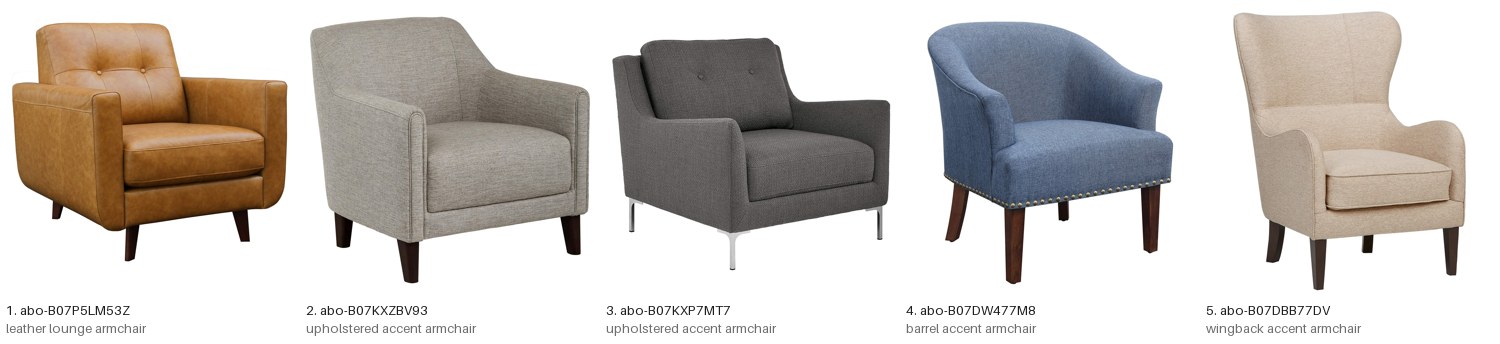 1. abo-B07P5LM53Z
leather lounge armchair
2. abo-B07KXZBV93
upholstered accent armchair
3. abo-B07KXP7MT7
upholstered accent armchair
4. abo-B07DW477M8
barrel accent armchair
5. abo-B07DBB77DV
wingback accent armchair